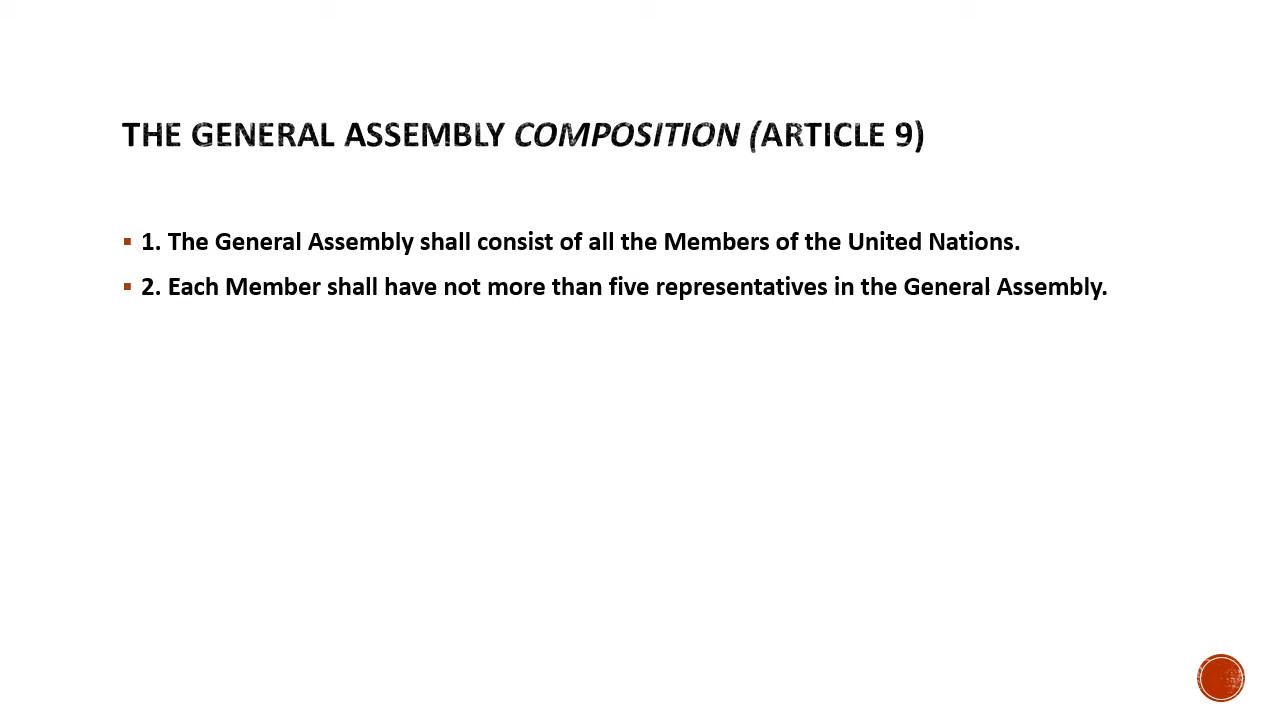 THE GENERAL ASSEMBLY COMPOSITION (ARTICLE 9)
▪ 1. The General Assembly shall consist of all the Members of the United Nations.
▪ 2. Each Member shall have not more than five representatives in the General Assembly.